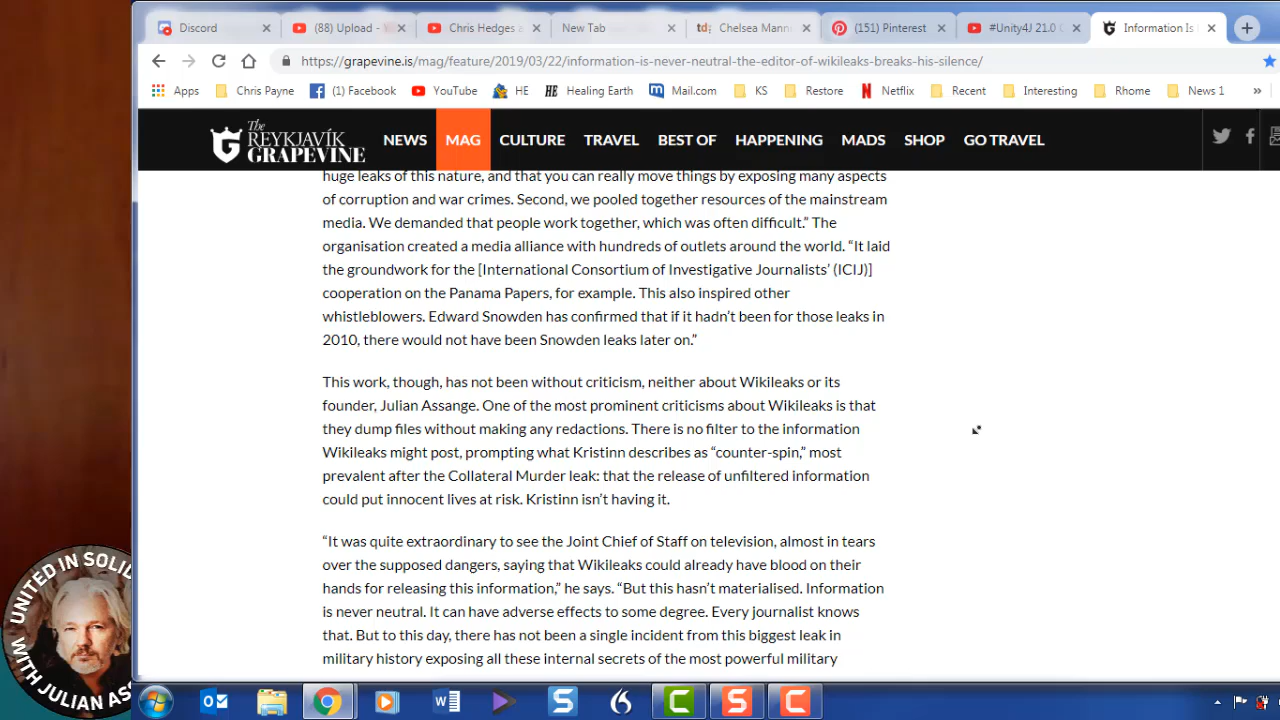 Discord
(88) Upload -
Chris Hedges a
New Tab
Chelsea Mann
(151) Pinterest
#Unity4J 21.0
Information Is
https://grapevine.is/mag/feature/2019/03/22/information-is-never-neutral-the-editor-of-wikileaks-breaks-his-silence/
Apps
Chris Payne
(1) Facebook
YouTube
HE
HE Healing Earth
Mail.com
KS
Restore
Netflix
Recent
Interesting
Rhome
News 1
»
The
REYKJAVÍK
GRAPEVINE
NEWS
MAG
CULTURE
TRAVEL
BEST OF
HAPPENING
MADS
SHOP
GO TRAVEL
huge leaks of this nature, and that you can really move things by exposing many aspects
of corruption and war crimes. Second, we pooled together resources of the mainstream
media. We demanded that people work together, which was often difficult.” The
organisation created a media alliance with hundreds of outlets around the world. “It laid
the groundwork for the [International Consortium of Investigative Journalists’ (ICIJ)]
cooperation on the Panama Papers, for example. This also inspired other
whistleblowers. Edward Snowden has confirmed that if it hadn’t been for those leaks in
2010, there would not have been Snowden leaks later on.”
This work, though, has not been without criticism, neither about Wikileaks or its
founder, Julian Assange. One of the most prominent criticisms about Wikileaks is that
they dump files without making any redactions. There is no filter to the information
Wikileaks might post, prompting what Kristinn describes as “counter-spin,” most
prevalent after the Collateral Murder leak: that the release of unfiltered information
could put innocent lives at risk. Kristinn isn’t having it.
“It was quite extraordinary to see the Joint Chief of Staff on television, almost in tears
over the supposed dangers, saying that Wikileaks could already have blood on their
hands for releasing this information,” he says. “But this hasn’t materialised. Information
is never neutral. It can have adverse effects to some degree. Every journalist knows
that. But to this day, there has not been a single incident from this biggest leak in
military history exposing all these internal secrets of the most powerful military
UNITED IN SOLID
WITH JULIAN ASS